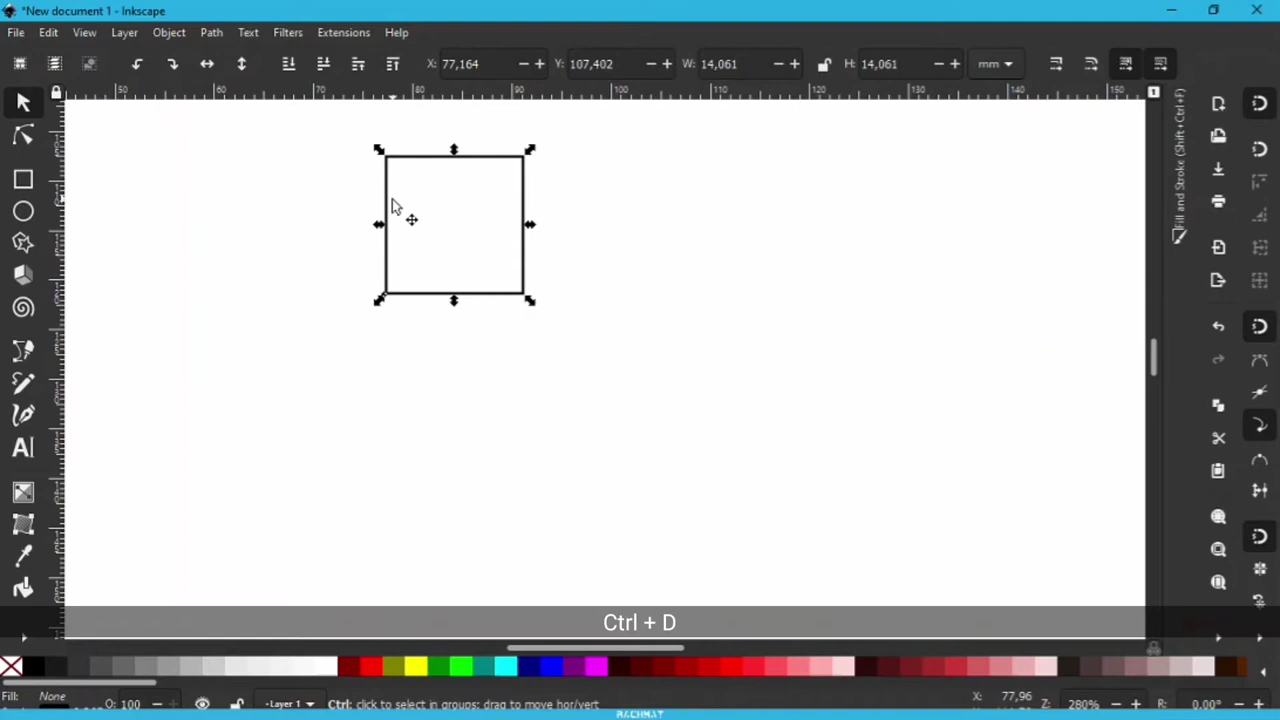 *New document 1 - Inkscape
File Edit View Layer Object Path Text Filters Extensions Help
X: 77,164 Y: 107,402 W: 14,061 H: 14,061 mm
50 60 70 80 90 100 110 120 130 140 150
1
Fill and Stroke (Shift+Ctrl+F)
Ctrl + D
Fill: None
O: 100
Layer 1
Ctrl: click to select in groups; drag to move hor/vert
X: 77,96
Z: 280%
R: 0,00°
RACHMAT